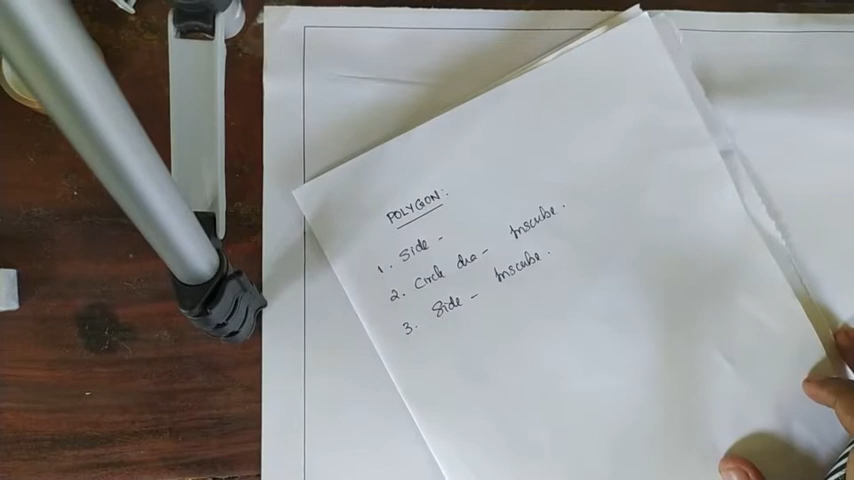 POLYGON:
1. Side -
2. Circle dia - Inscribe.
3. Side - Inscribe.